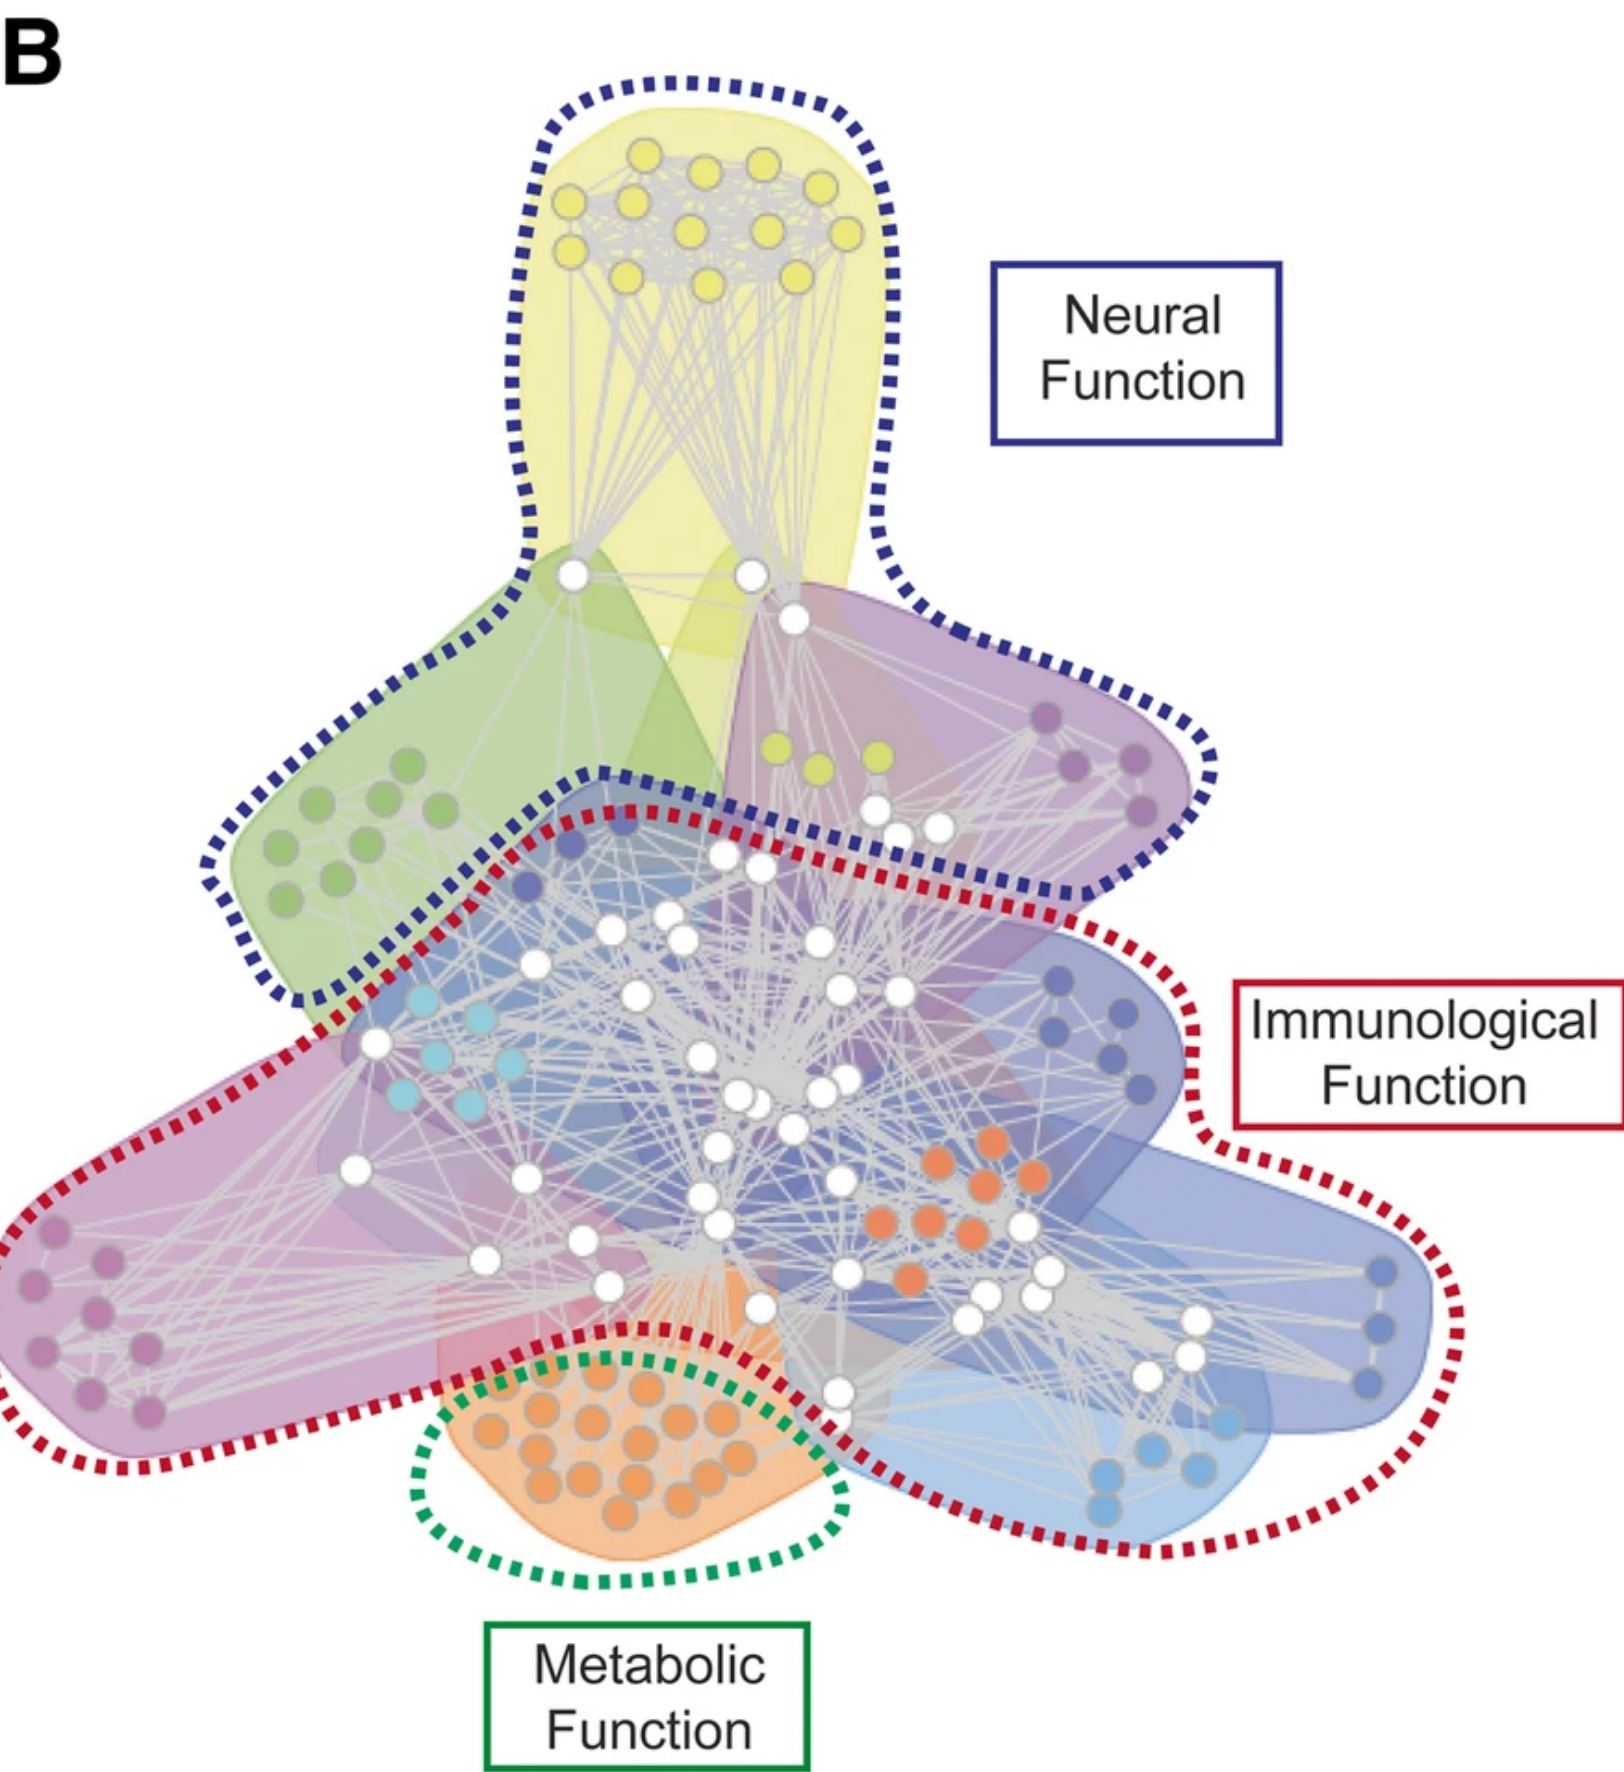 B
Neural
Function
Immunological
Function
Metabolic
Function